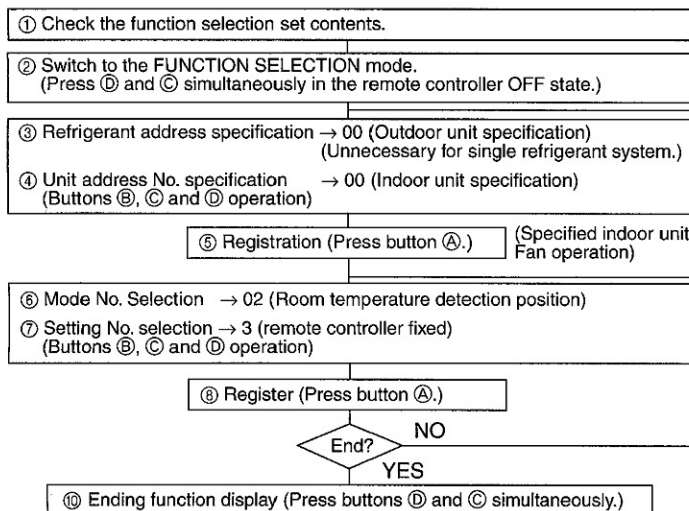 ① Check the function selection set contents.
② Switch to the FUNCTION SELECTION mode.
(Press Ⓓ and Ⓒ simultaneously in the remote controller OFF state.)
③ Refrigerant address specification → 00 (Outdoor unit specification)
(Unnecessary for single refrigerant system.)
④ Unit address No. specification → 00 (Indoor unit specification)
(Buttons Ⓑ, Ⓒ and Ⓓ operation)
⑤ Registration (Press button Ⓐ.)
(Specified indoor unit
Fan operation)
⑥ Mode No. Selection → 02 (Room temperature detection position)
⑦ Setting No. selection → 3 (remote controller fixed)
(Buttons Ⓑ, Ⓒ and Ⓓ operation)
⑧ Register (Press button Ⓐ.)
End?
NO
YES
⑩ Ending function display (Press buttons Ⓓ and Ⓒ simultaneously.)